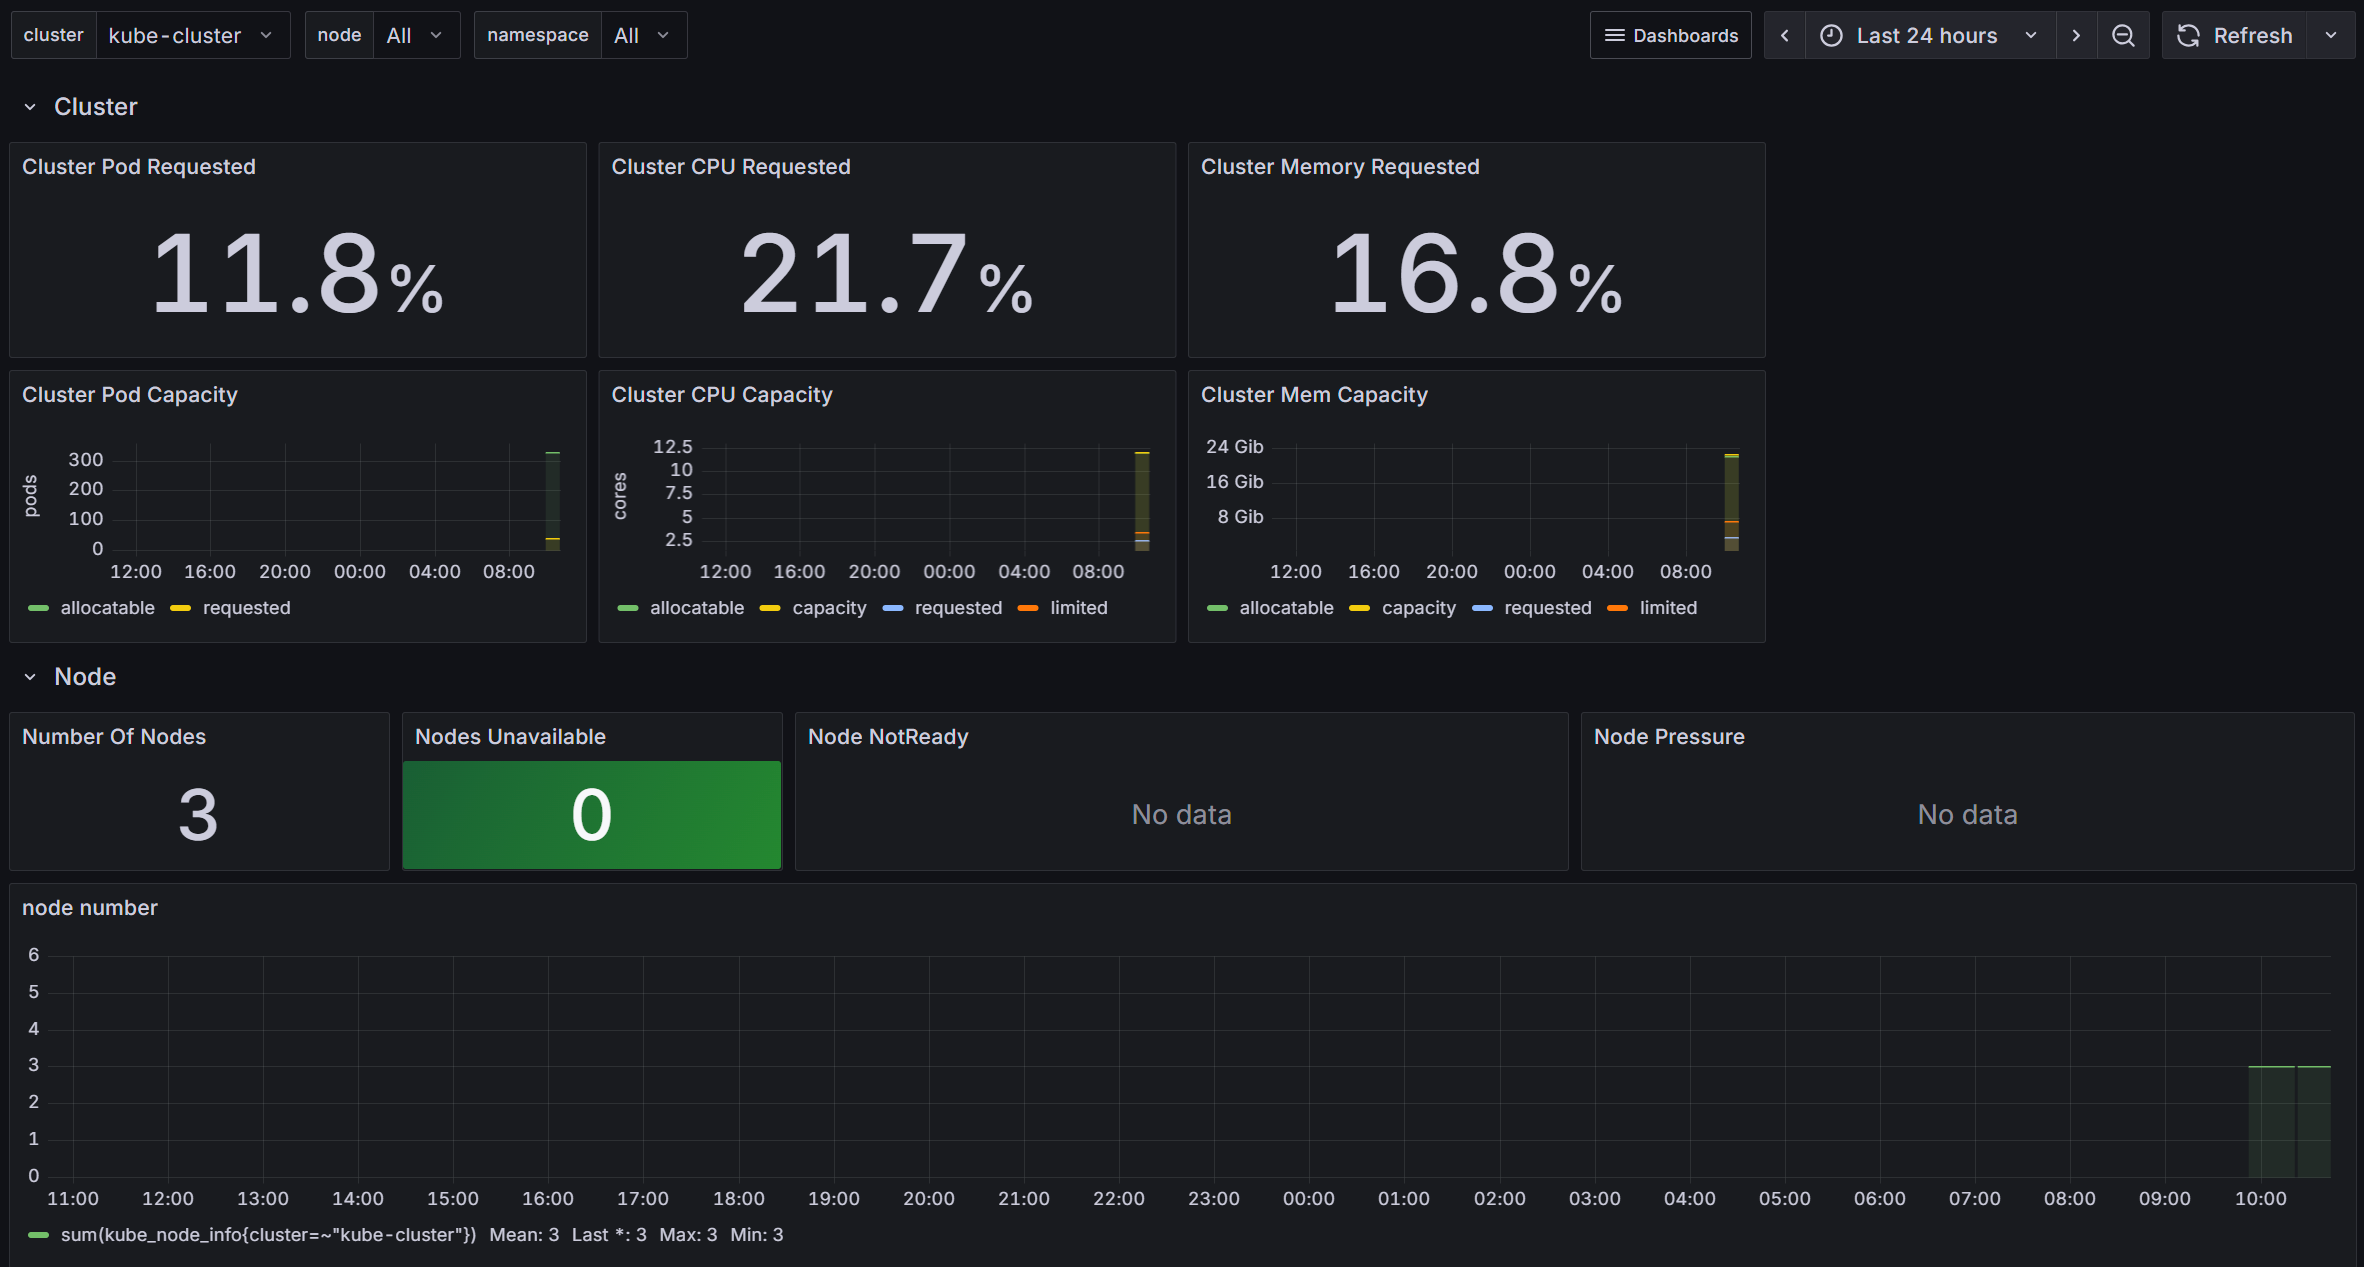 cluster kube-cluster node All namespace All Dashboards Last 24 hours Refresh
Cluster
Cluster Pod Requested
11.8%
Cluster CPU Requested
21.7%
Cluster Memory Requested
16.8%
Cluster Pod Capacity
pods
300
200
100
0
12:00 16:00 20:00 00:00 04:00 08:00
allocatable requested
Cluster CPU Capacity
cores
12.5
10
7.5
5
2.5
12:00 16:00 20:00 00:00 04:00 08:00
allocatable capacity requested limited
Cluster Mem Capacity
24 Gib
16 Gib
8 Gib
12:00 16:00 20:00 00:00 04:00 08:00
allocatable capacity requested limited
Node
Number Of Nodes
3
Nodes Unavailable
0
Node NotReady
No data
Node Pressure
No data
node number
6
5
4
3
2
1
0
11:00 12:00 13:00 14:00 15:00 16:00 17:00 18:00 19:00 20:00 21:00 22:00 23:00 00:00 01:00 02:00 03:00 04:00 05:00 06:00 07:00 08:00 09:00 10:00
sum(kube_node_info{cluster=~"kube-cluster"}) Mean: 3 Last *: 3 Max: 3 Min: 3